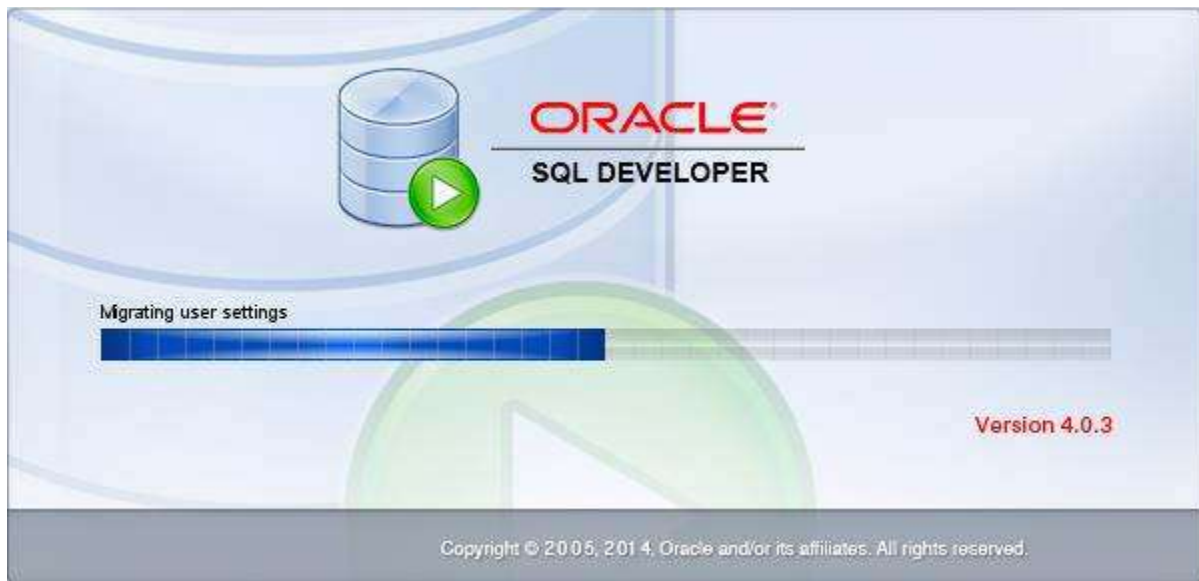 ORACLE®
SQL DEVELOPER
Migrating user settings
Version 4.0.3
Copyright © 2005, 2014, Oracle and/or its affiliates. All rights reserved.